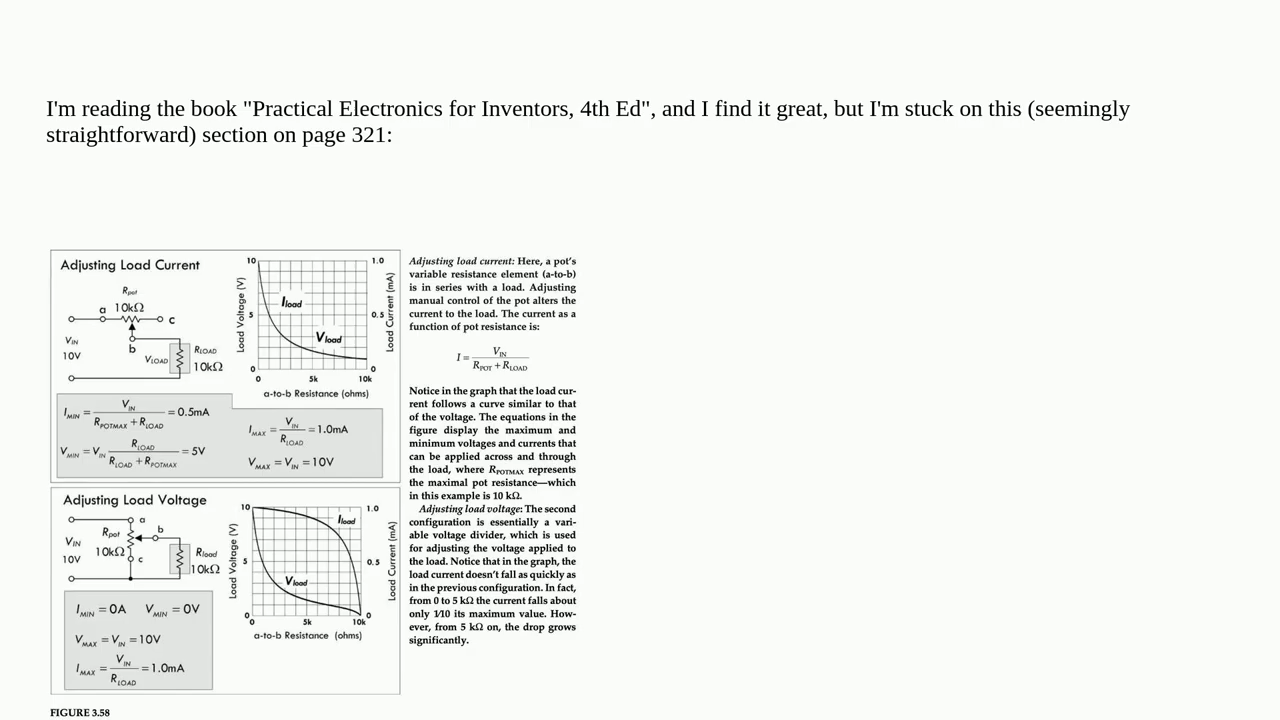 I'm reading the book "Practical Electronics for Inventors, 4th Ed", and I find it great, but I'm stuck on this (seemingly
straightforward) section on page 321:
Adjusting Load Current
Rpot
10kΩ
a
c
b
VIN
10V
VLOAD
RLOAD
10kΩ
10
5
0
Load Voltage (V)
Iload
Vload
1.0
0.5
0
Load Current (mA)
0 5k 10k
a-to-b Resistance (ohms)
IMIN = VIN / (RPOTMAX + RLOAD) = 0.5mA
VMIN = VIN RLOAD / (RLOAD + RPOTMAX) = 5V
IMAX = VIN / RLOAD = 1.0mA
VMAX = VIN = 10V
Adjusting Load Voltage
a
Rpot
b
VIN
10kΩ
c
10V
Rload
10kΩ
10
5
0
Load Voltage (V)
Iload
Vload
1.0
0.5
0
Load Current (mA)
0 5k 10k
a-to-b Resistance (ohms)
IMIN = 0A VMIN = 0V
VMAX = VIN = 10V
IMAX = VIN / RLOAD = 1.0mA
FIGURE 3.58
Adjusting load current: Here, a pot's
variable resistance element (a-to-b)
is in series with a load. Adjusting
manual control of the pot alters the
current to the load. The current as a
function of pot resistance is:
I = VIN / (RPOT + RLOAD)
Notice in the graph that the load cur-
rent follows a curve similar to that
of the voltage. The equations in the
figure display the maximum and
minimum voltages and currents that
can be applied across and through
the load, where RPOTMAX represents
the maximal pot resistance—which
in this example is 10 kΩ.
Adjusting load voltage: The second
configuration is essentially a vari-
able voltage divider, which is used
for adjusting the voltage applied to
the load. Notice that in the graph, the
load current doesn't fall as quickly as
in the previous configuration. In fact,
from 0 to 5 kΩ the current falls about
only 1⁄10 its maximum value. How-
ever, from 5 kΩ on, the drop grows
significantly.